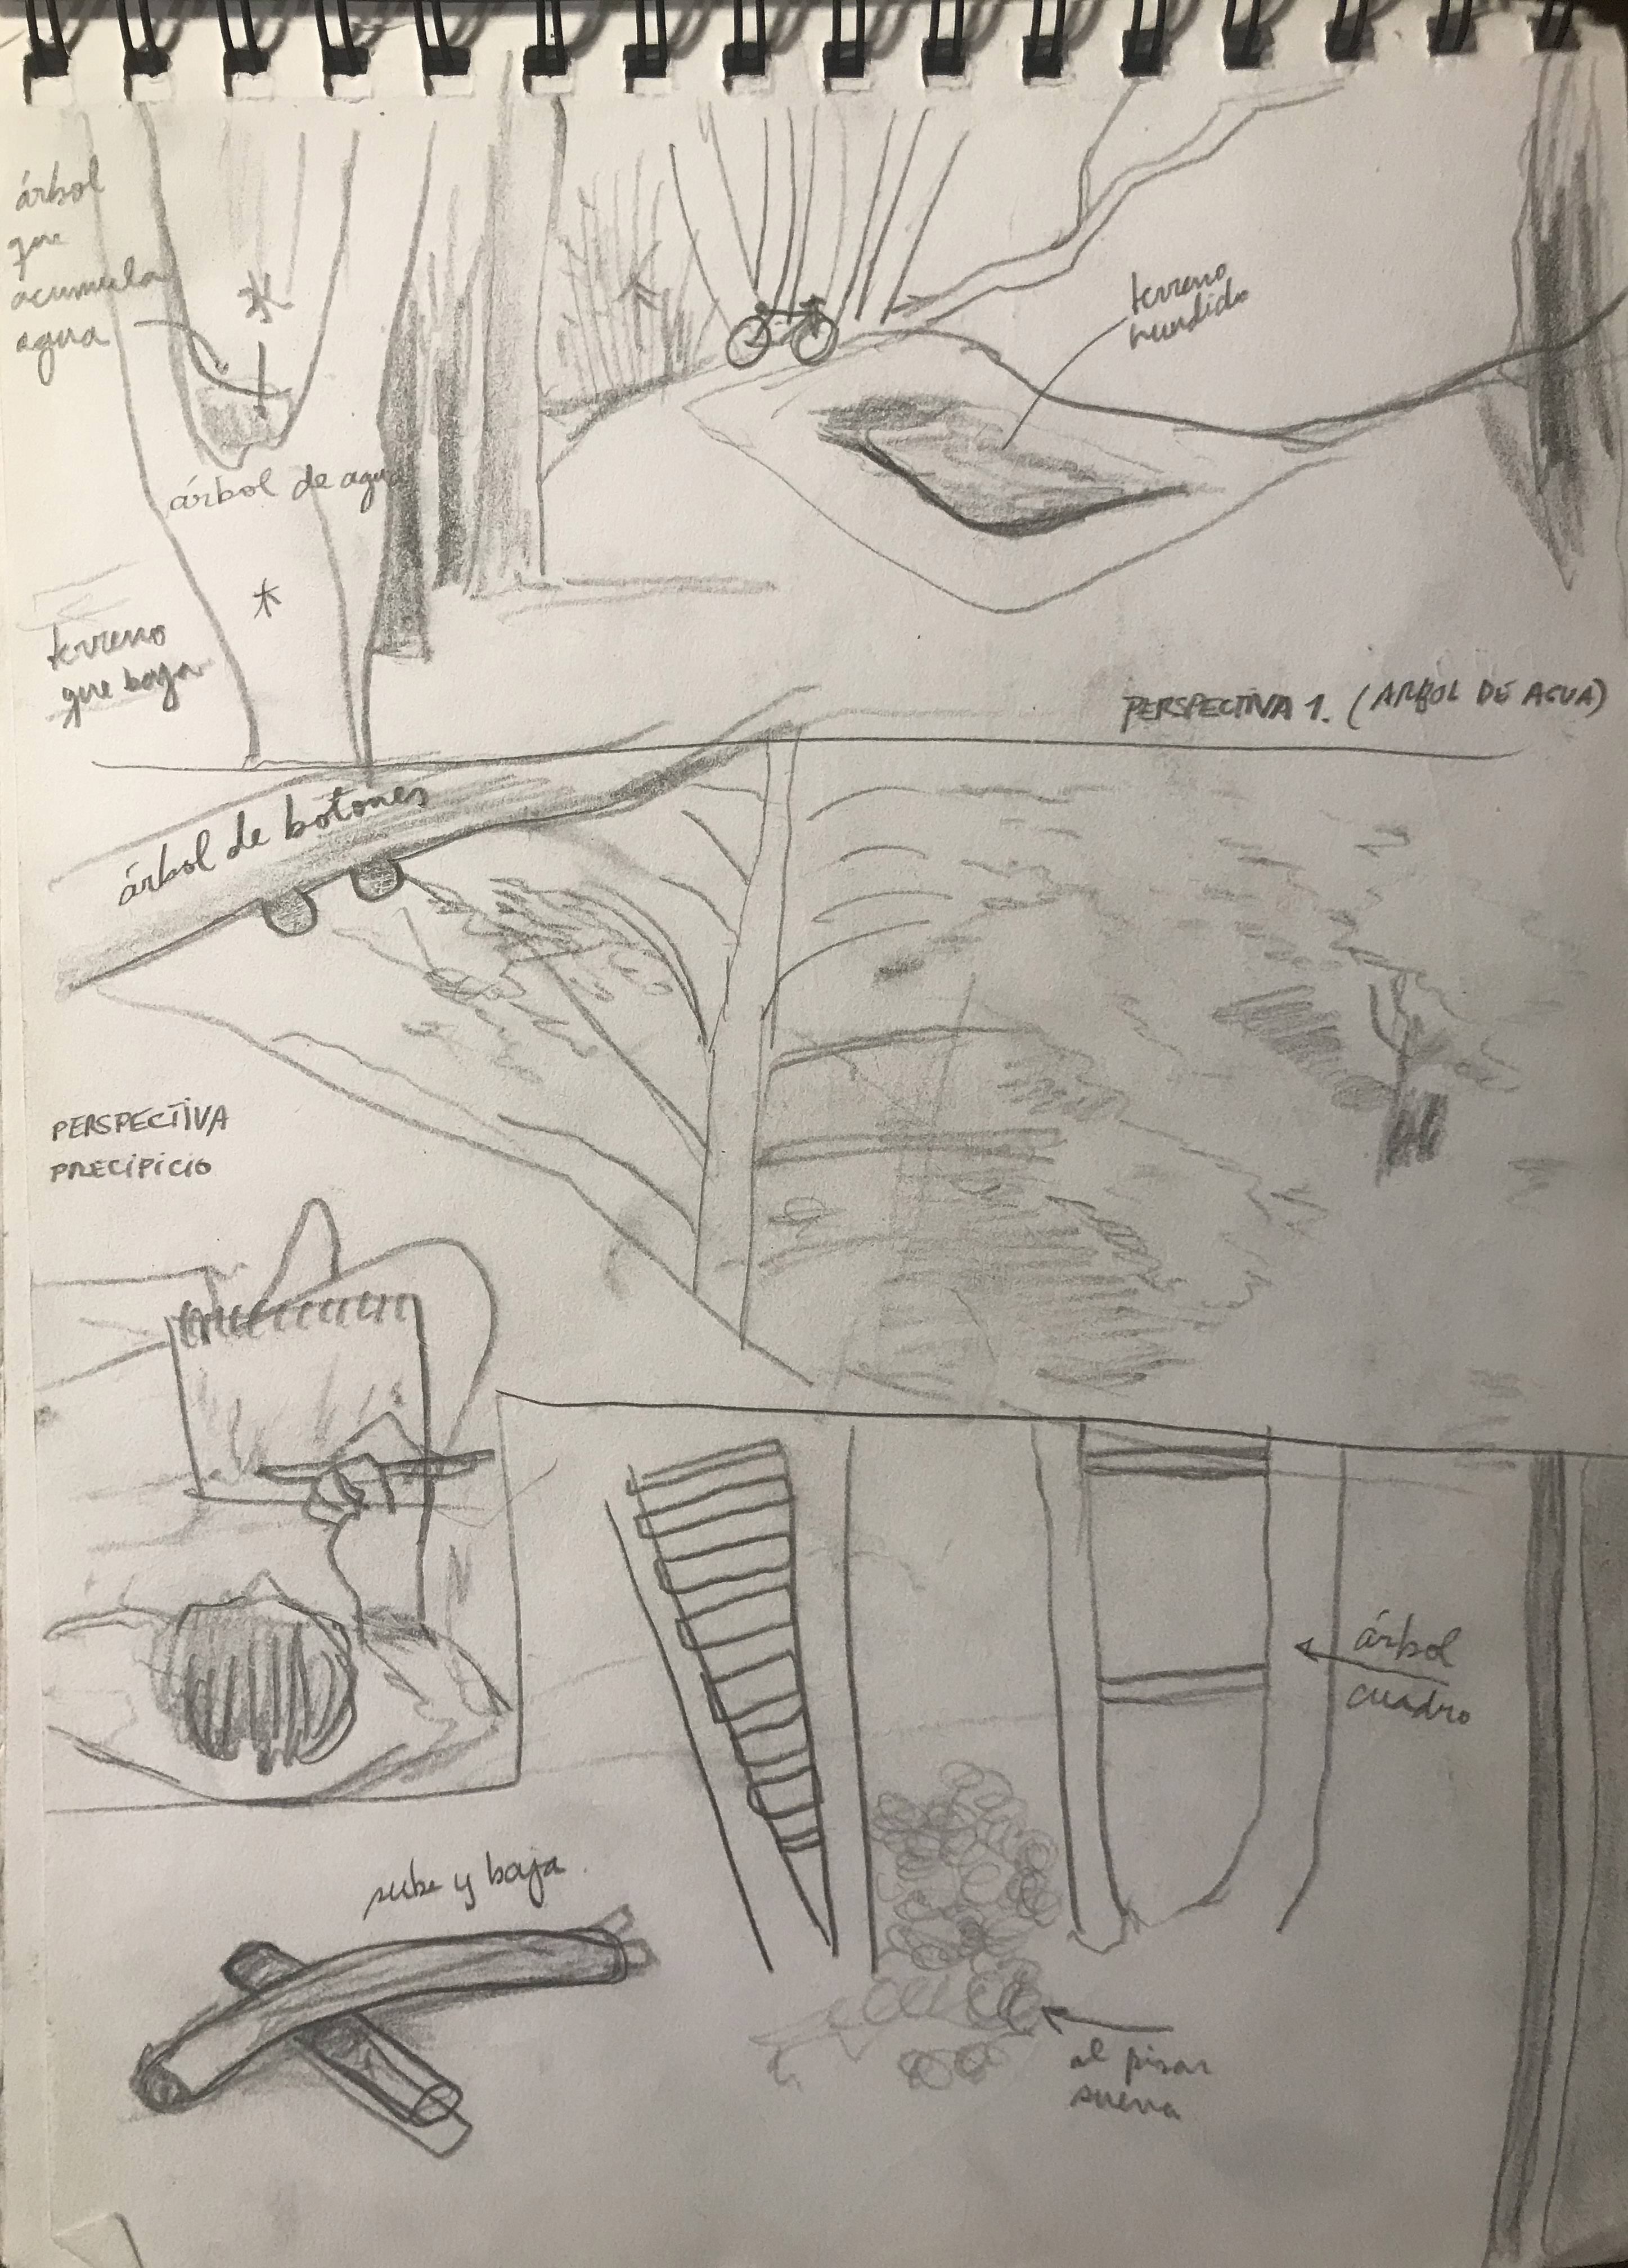 árbol
que
acumula
agua
terreno
hundido
árbol de agua
terreno
que baja
PERSPECTIVA 1. (ARBOL DE AGUA)
árbol de botones
PERSPECTIVA
PRECIPICIO
árbol
cuadro
sube y baja.
al pisar
suena